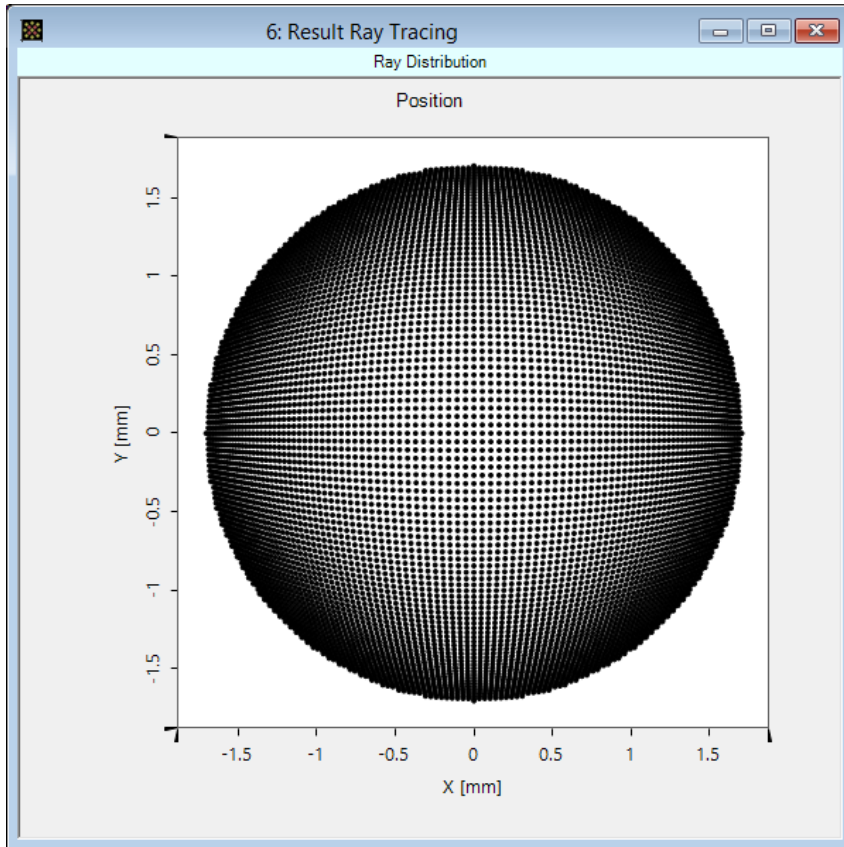 6: Result Ray Tracing
Ray Distribution
Position
1.5
1
0.5
0
-0.5
-1
-1.5
Y [mm]
-1.5 -1 -0.5 0 0.5 1 1.5
X [mm]